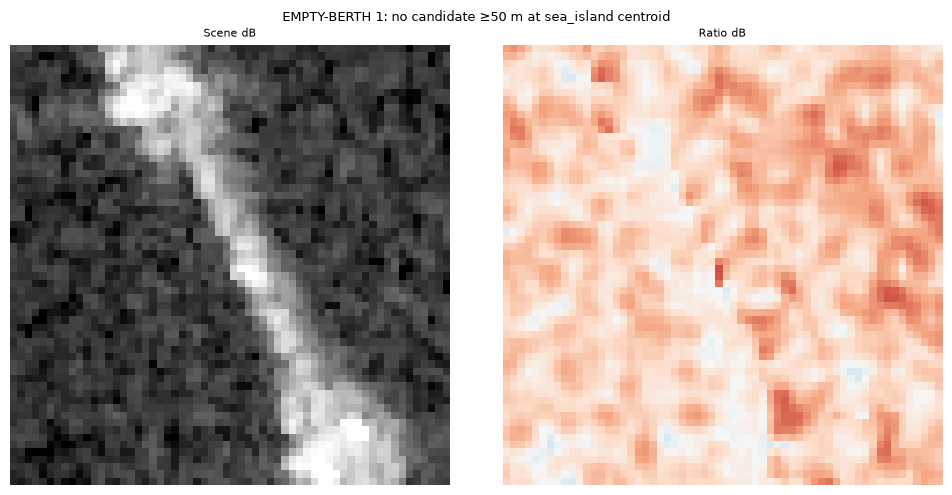 EMPTY-BERTH 1: no candidate ≥50 m at sea_island centroid
Scene dB
Ratio dB